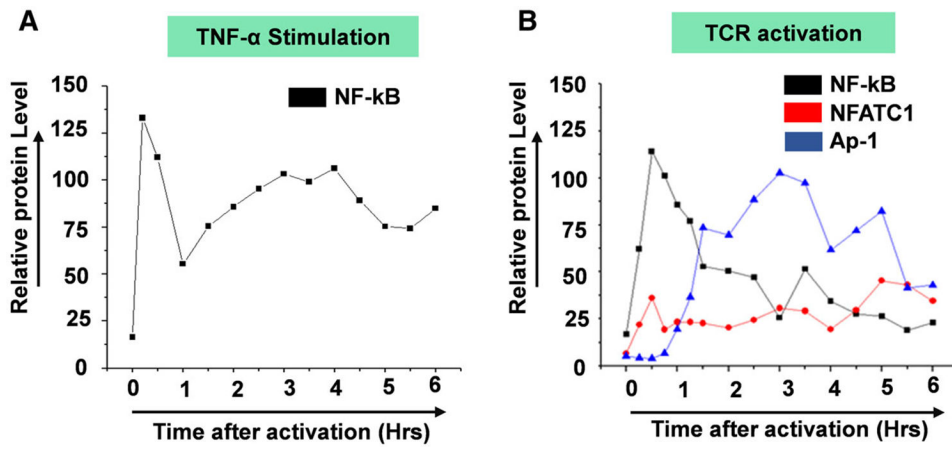 A
TNF-α Stimulation
Relative protein Level
NF-kB
150
125
100
75
50
25
0
0 1 2 3 4 5 6
Time after activation (Hrs)
B
TCR activation
Relative protein Level
NF-kB
NFATC1
Ap-1
150
125
100
75
50
25
0
0 1 2 3 4 5 6
Time after activation (Hrs)